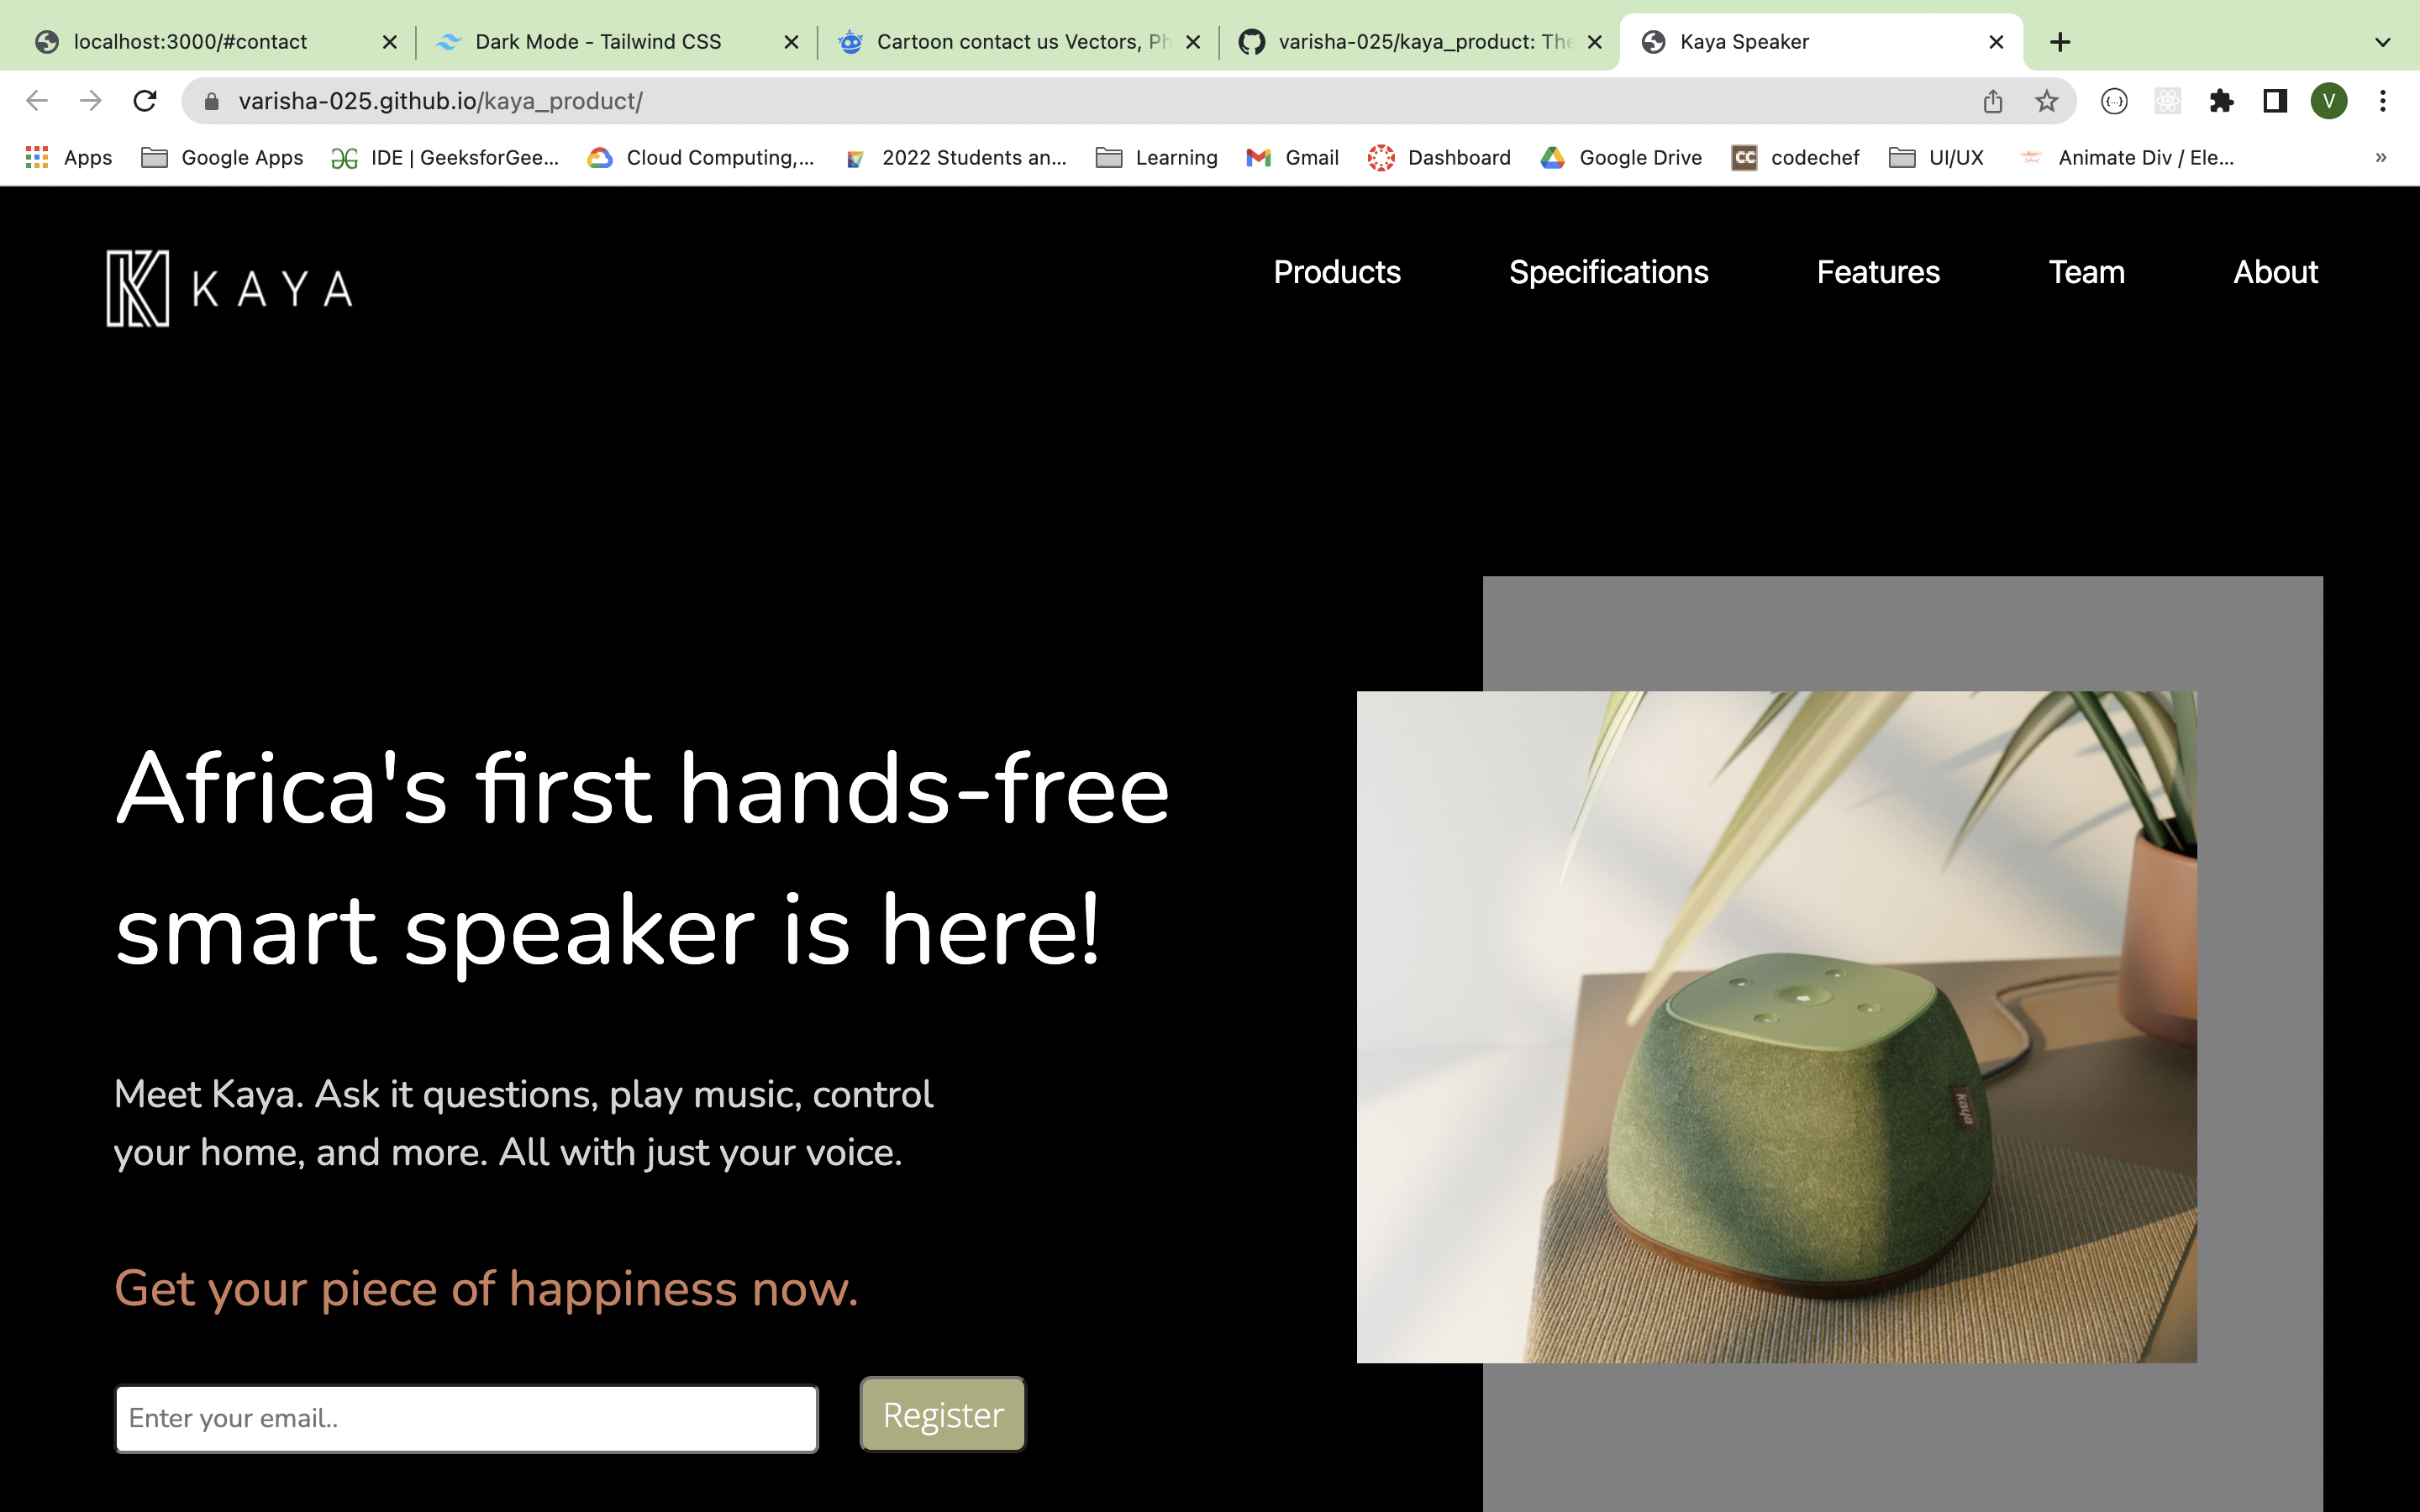 localhost:3000/#contact
Dark Mode - Tailwind CSS
Cartoon contact us Vectors, Ph
varisha-025/kaya_product: The
Kaya Speaker
varisha-025.github.io/kaya_product/
V
Apps
Google Apps
IDE | GeeksforGee...
Cloud Computing,...
2022 Students an...
Learning
Gmail
Dashboard
Google Drive
CC
codechef
UI/UX
Animate Div / Ele...
»
KAYA
Products
Specifications
Features
Team
About
Africa's first hands-free
smart speaker is here!
Meet Kaya. Ask it questions, play music, control
your home, and more. All with just your voice.
Get your piece of happiness now.
Enter your email..
Register
kaya